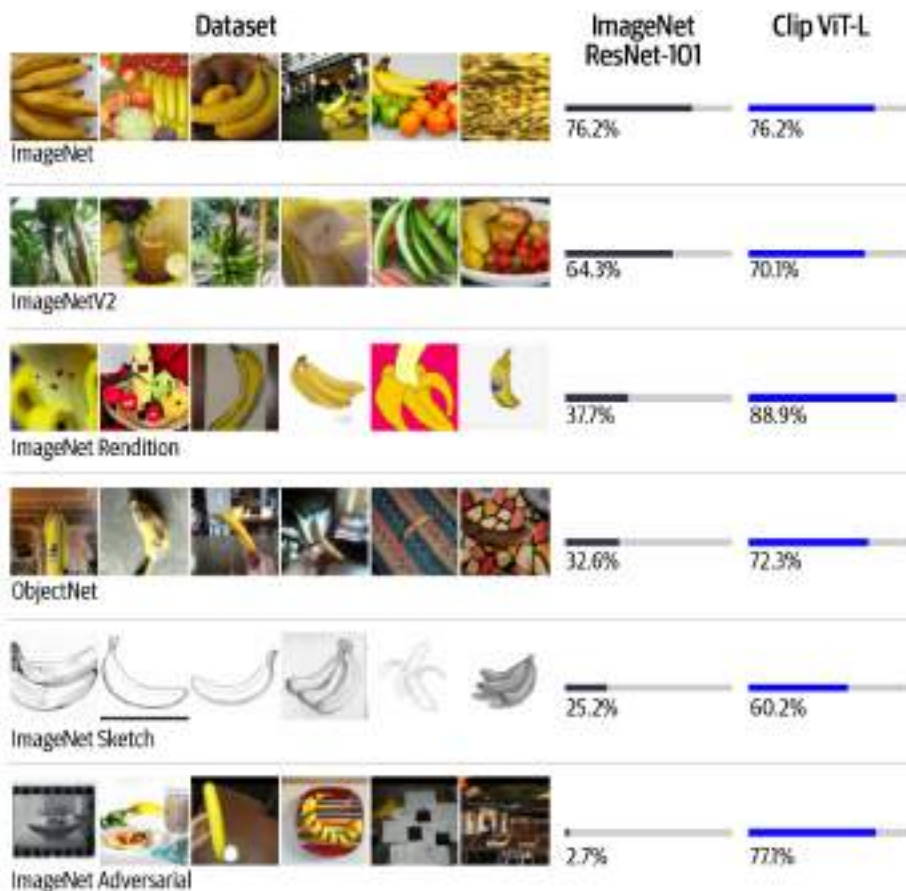 Dataset
ImageNet
ResNet-101
Clip ViT-L
76.2%
76.2%
ImageNet
64.3%
70.1%
ImageNetV2
37.7%
88.9%
ImageNet Rendition
32.6%
72.3%
ObjectNet
25.2%
60.2%
ImageNet Sketch
2.7%
77.1%
ImageNet Adversarial